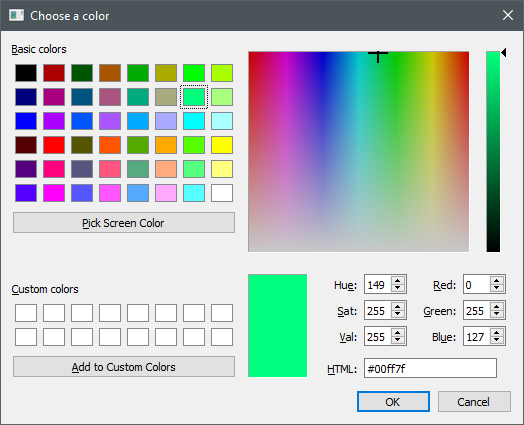 Choose a color
Basic colors
Pick Screen Color
Custom colors
Add to Custom Colors
Hue: 149 Red: 0
Sat: 255 Green: 255
Val: 255 Blue: 127
HTML: #00ff7f
OK Cancel